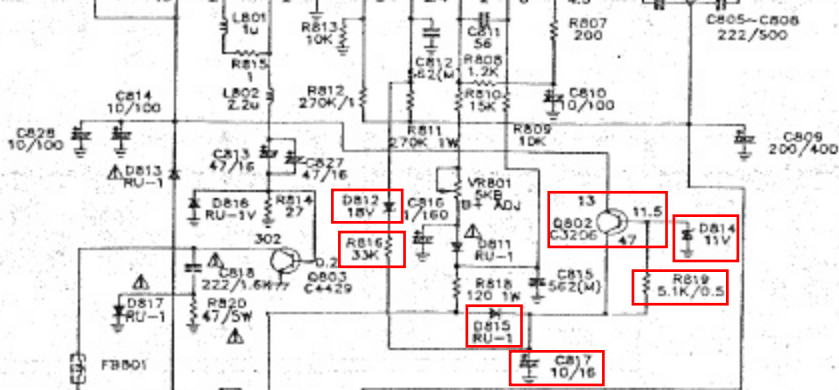 L801
1u
R813
10K
R807
200
C805~C808
222/500
C811
56
R815
1
C812
R808
1.2K
L802
2.2u
R812
270K/1
R810
15K
C810
10/100
C814
10/100
R811
270K 1W
R809
10K
C828
10/100
C809
200/400
C813
47/16
C827
47/16
D813
RU-1
VR801
5KB
B+ ADJ
D816
RU-1V
R814
27
D812
18V
C816
1/160
13
Q802
C3206
11.5
47
D814
11V
302
R816
33K
D811
RU-1
0.2
Q803
C4429
C818
222/1.6K
C815
562(M)
R819
5.1K/0.5
R818
120 1W
D817
RU-1
R820
47/5W
D815
RU-1
FB801
C817
10/16